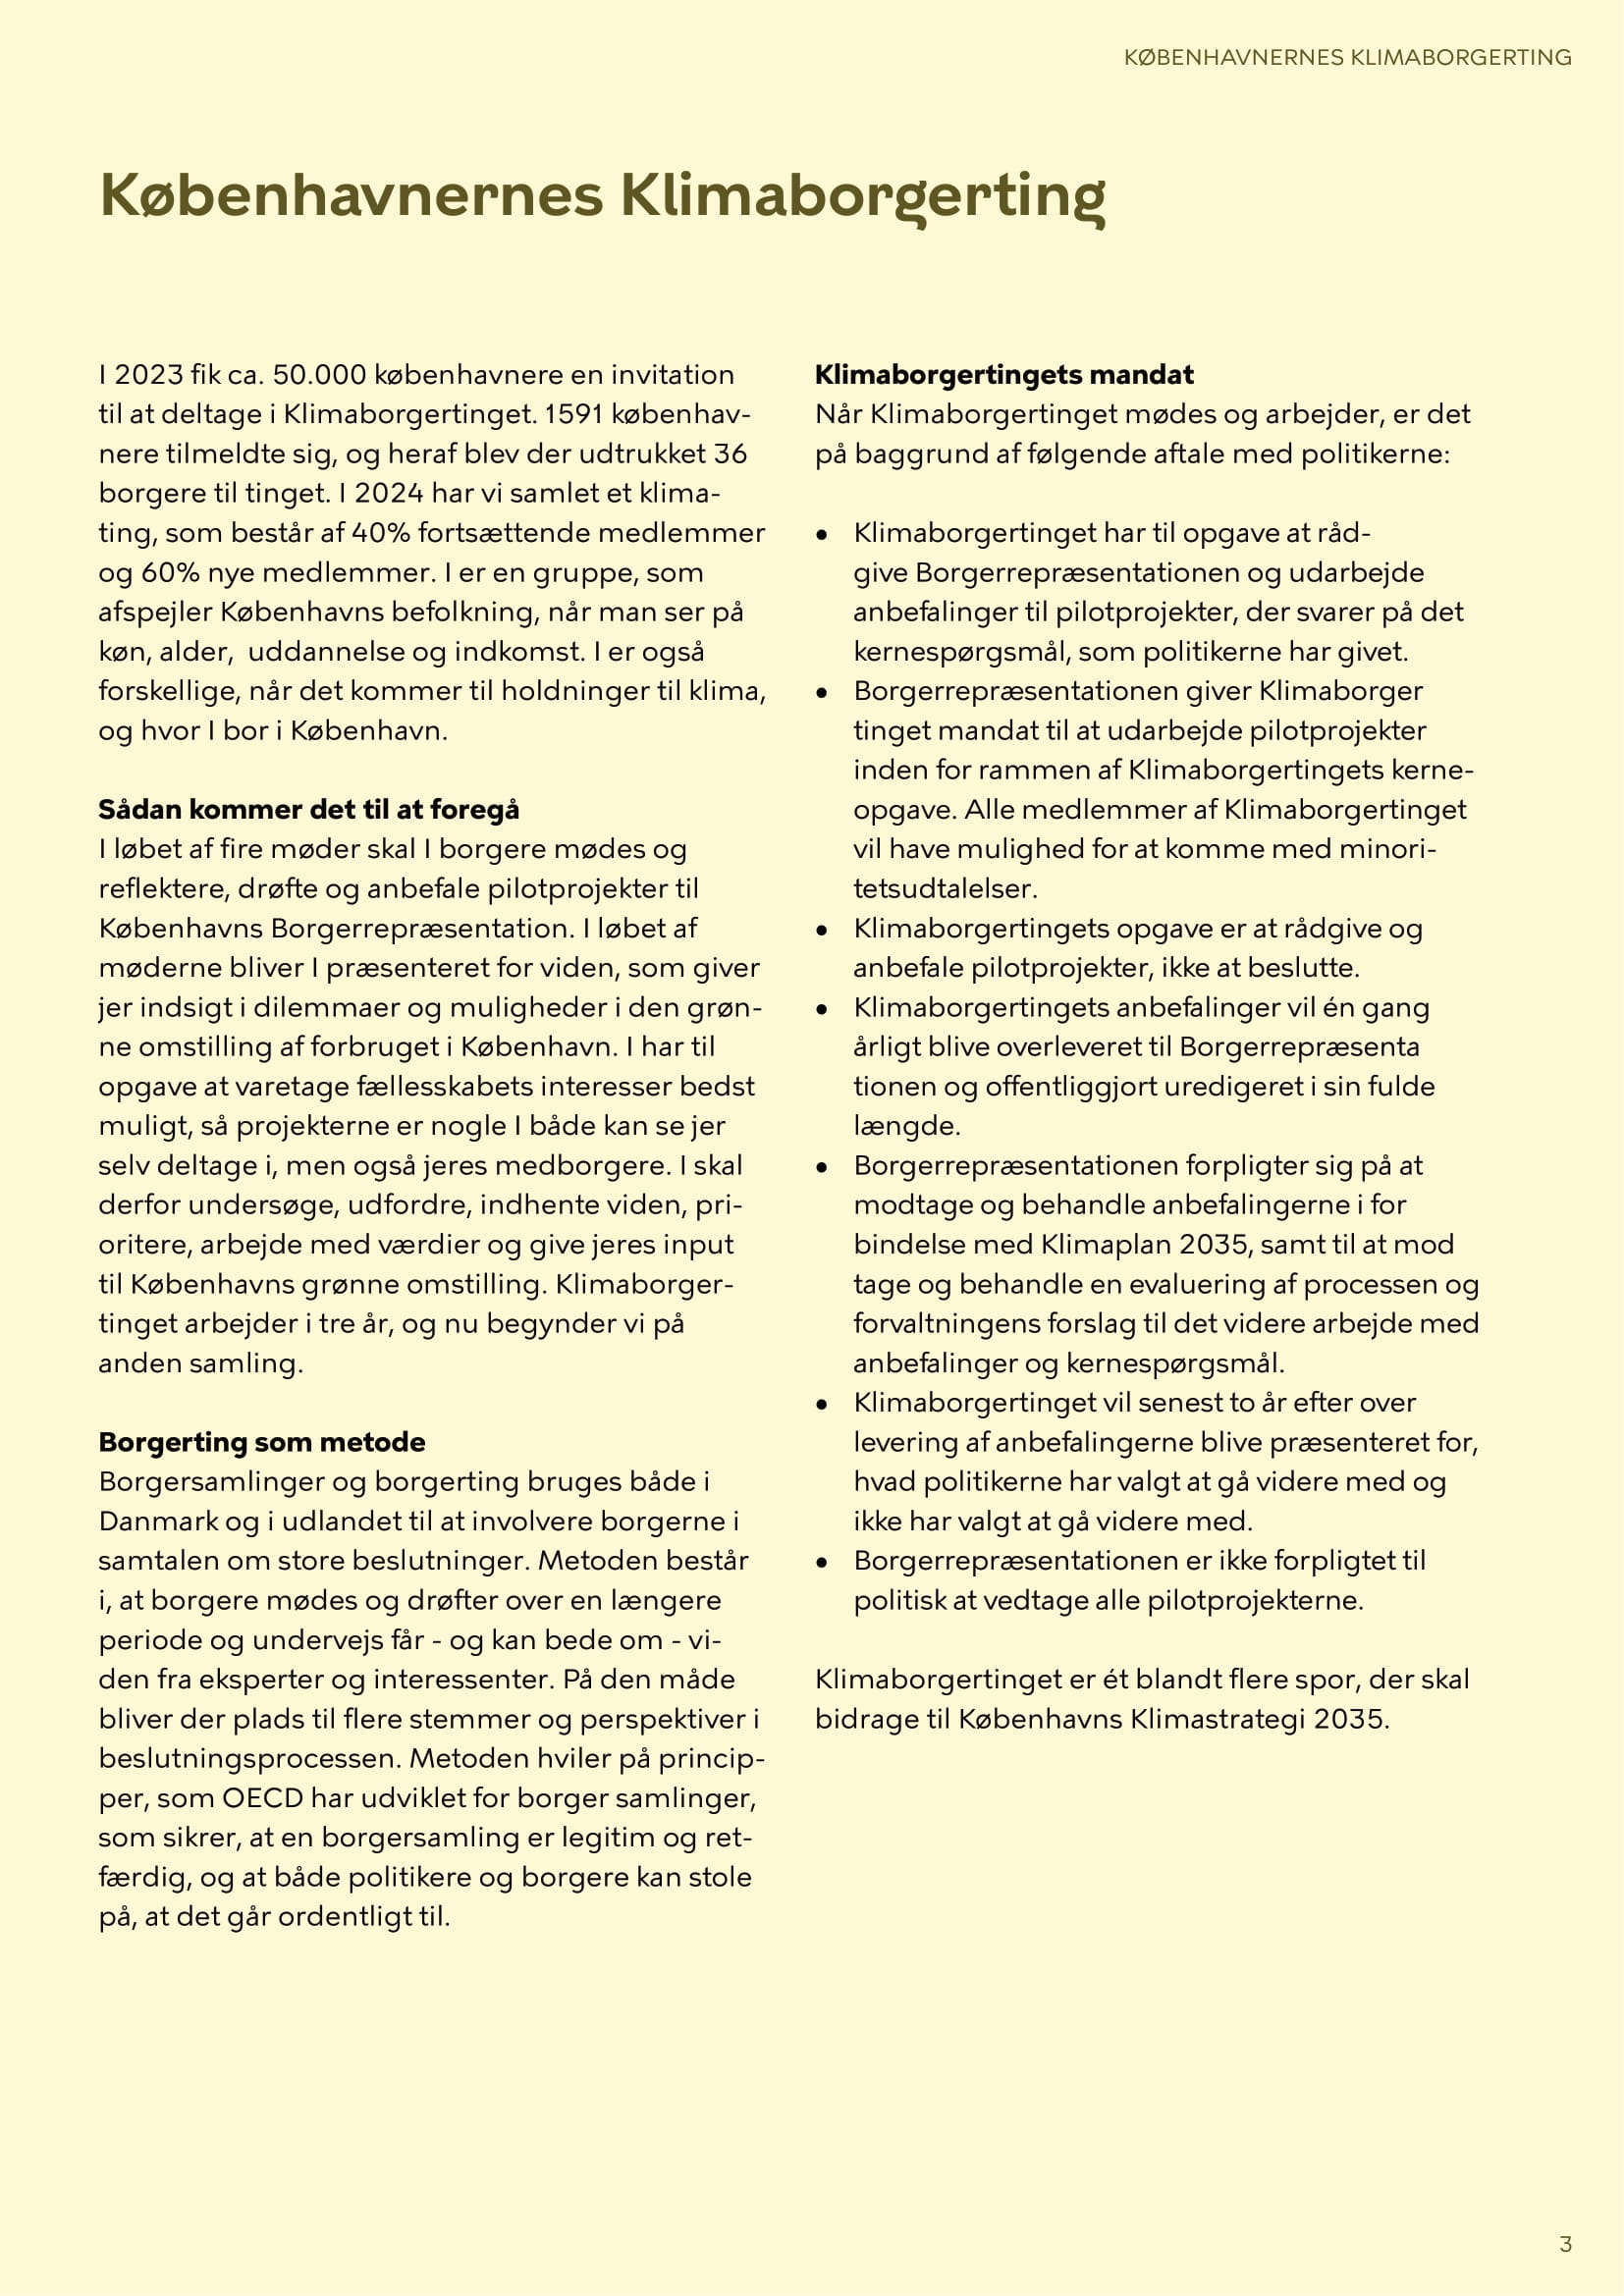 KØBENHAVNERNES KLIMABORGERTING
Københavnernes Klimaborgerting
I 2023 fik ca. 50.000 københavnere en invitation
til at deltage i Klimaborgertinget. 1591 københav-
nere tilmeldte sig, og heraf blev der udtrukket 36
borgere til tinget. I 2024 har vi samlet et klima-
ting, som består af 40% fortsættende medlemmer
og 60% nye medlemmer. I er en gruppe, som
afspejler Københavns befolkning, når man ser på
køn, alder,  uddannelse og indkomst. I er også
forskellige, når det kommer til holdninger til klima,
og hvor I bor i København.
Sådan kommer det til at foregå
I løbet af fire møder skal I borgere mødes og
reflektere, drøfte og anbefale pilotprojekter til
Københavns Borgerrepræsentation. I løbet af
møderne bliver I præsenteret for viden, som giver
jer indsigt i dilemmaer og muligheder i den grøn-
ne omstilling af forbruget i København. I har til
opgave at varetage fællesskabets interesser bedst
muligt, så projekterne er nogle I både kan se jer
selv deltage i, men også jeres medborgere. I skal
derfor undersøge, udfordre, indhente viden, pri-
oritere, arbejde med værdier og give jeres input
til Københavns grønne omstilling. Klimaborger-
tinget arbejder i tre år, og nu begynder vi på
anden samling.
Borgerting som metode
Borgersamlinger og borgerting bruges både i
Danmark og i udlandet til at involvere borgerne i
samtalen om store beslutninger. Metoden består
i, at borgere mødes og drøfter over en længere
periode og undervejs får - og kan bede om - vi-
den fra eksperter og interessenter. På den måde
bliver der plads til flere stemmer og perspektiver i
beslutningsprocessen. Metoden hviler på princip-
per, som OECD har udviklet for borger samlinger,
som sikrer, at en borgersamling er legitim og ret-
færdig, og at både politikere og borgere kan stole
på, at det går ordentligt til.
Klimaborgertingets mandat
Når Klimaborgertinget mødes og arbejder, er det
på baggrund af følgende aftale med politikerne:
• Klimaborgertinget har til opgave at råd-
give Borgerrepræsentationen og udarbejde
anbefalinger til pilotprojekter, der svarer på det
kernespørgsmål, som politikerne har givet.
• Borgerrepræsentationen giver Klimaborger
tinget mandat til at udarbejde pilotprojekter
inden for rammen af Klimaborgertingets kerne-
opgave. Alle medlemmer af Klimaborgertinget
vil have mulighed for at komme med minori-
tetsudtalelser.
• Klimaborgertingets opgave er at rådgive og
anbefale pilotprojekter, ikke at beslutte.
• Klimaborgertingets anbefalinger vil én gang
årligt blive overleveret til Borgerrepræsenta
tionen og offentliggjort uredigeret i sin fulde
længde.
• Borgerrepræsentationen forpligter sig på at
modtage og behandle anbefalingerne i for
bindelse med Klimaplan 2035, samt til at mod
tage og behandle en evaluering af processen og
forvaltningens forslag til det videre arbejde med
anbefalinger og kernespørgsmål.
• Klimaborgertinget vil senest to år efter over
levering af anbefalingerne blive præsenteret for,
hvad politikerne har valgt at gå videre med og
ikke har valgt at gå videre med.
• Borgerrepræsentationen er ikke forpligtet til
politisk at vedtage alle pilotprojekterne.
Klimaborgertinget er ét blandt flere spor, der skal
bidrage til Københavns Klimastrategi 2035.
3